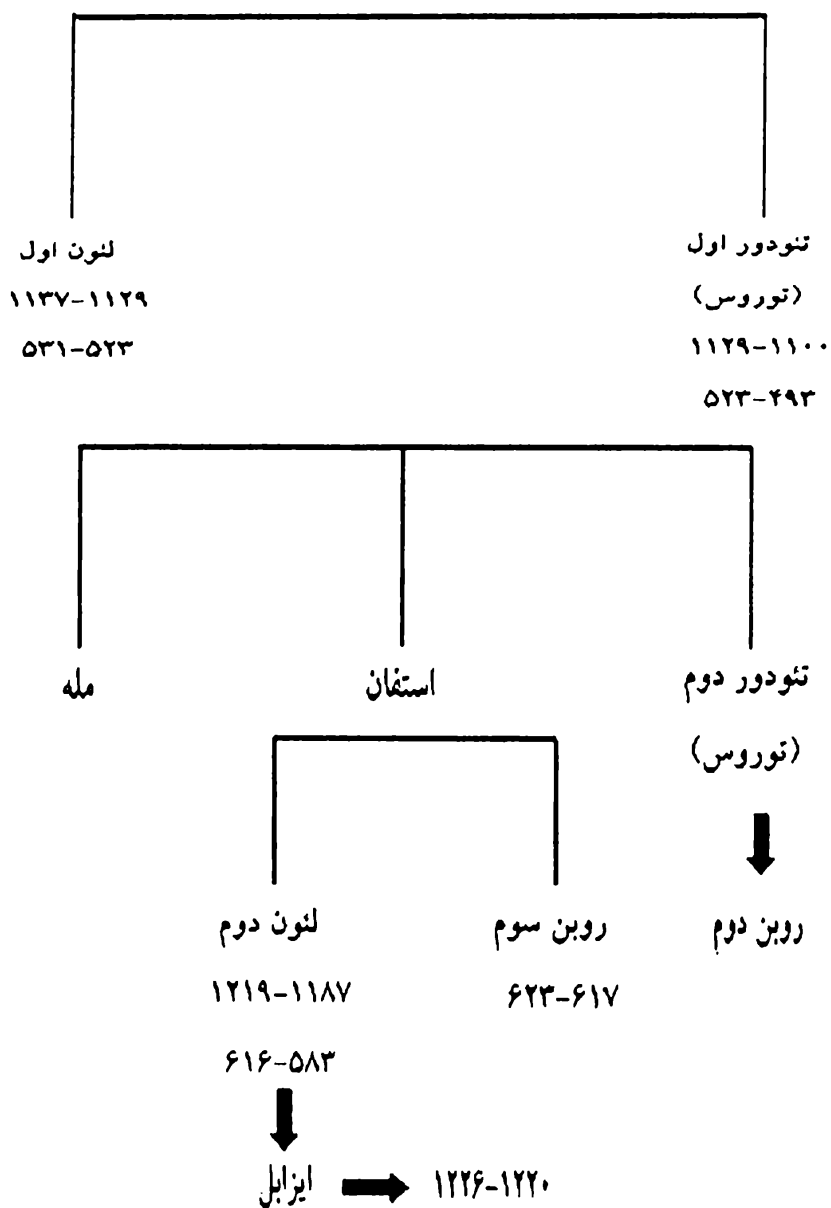 تئودور اول
(توروس)
۱۱۲۹-۱۱۰۰
۵۲۳-۴۹۳
لئون اول
۱۱۳۷-۱۱۲۹
۵۳۱-۵۲۳
تئودور دوم
(توروس)
استفان
مله
روبن دوم
روبن سوم
۶۲۳-۶۱۷
لئون دوم
۱۲۱۹-۱۱۸۷
۶۱۶-۵۸۳
ایزابل
۱۲۲۶-۱۲۲۰